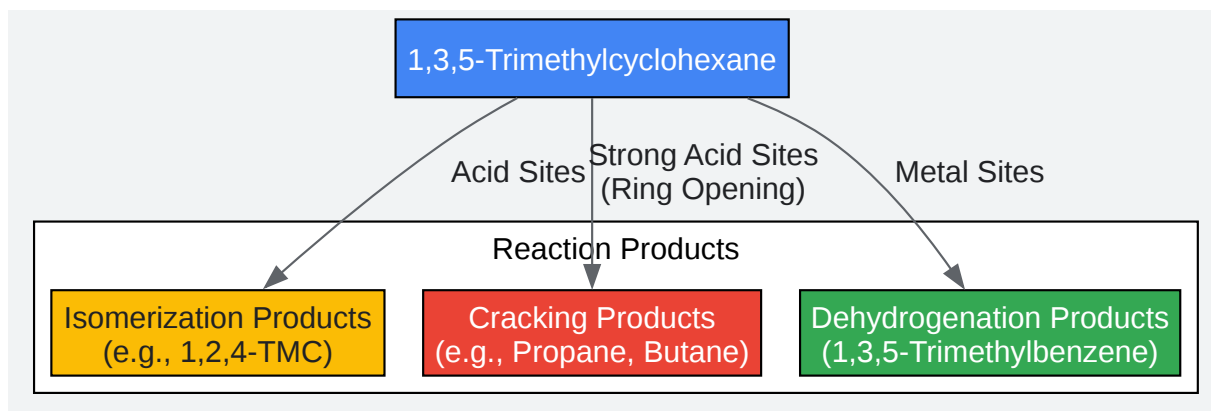 1,3,5-Trimethylcyclohexane
Acid Sites
Strong Acid Sites
(Ring Opening)
Metal Sites
Reaction Products
Isomerization Products
(e.g., 1,2,4-TMC)
Cracking Products
(e.g., Propane, Butane)
Dehydrogenation Products
(1,3,5-Trimethylbenzene)